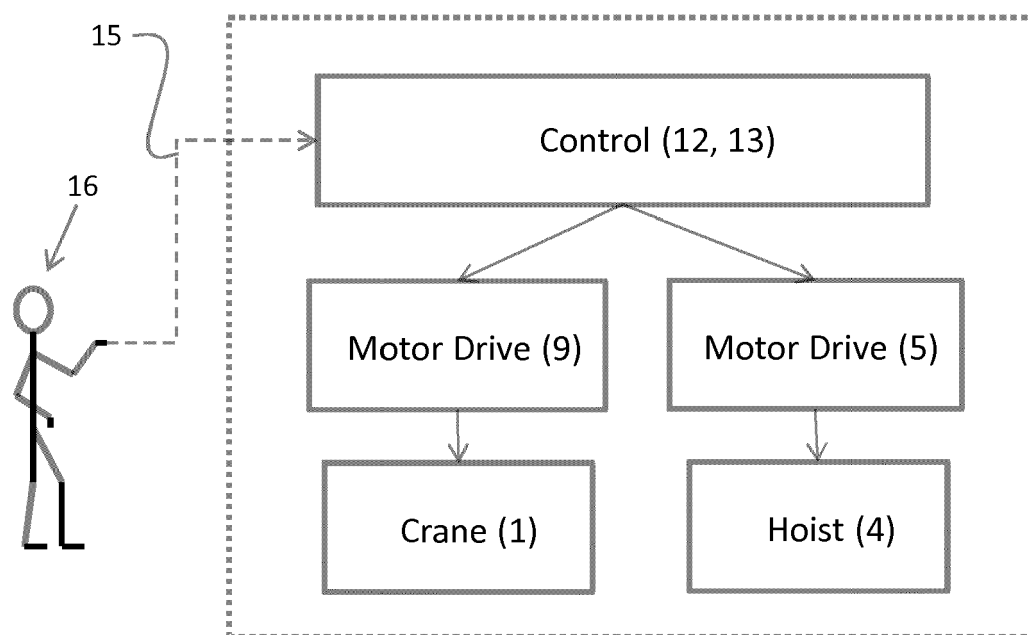 15
Control (12, 13)
16
Motor Drive (9)
Motor Drive (5)
Crane (1)
Hoist (4)